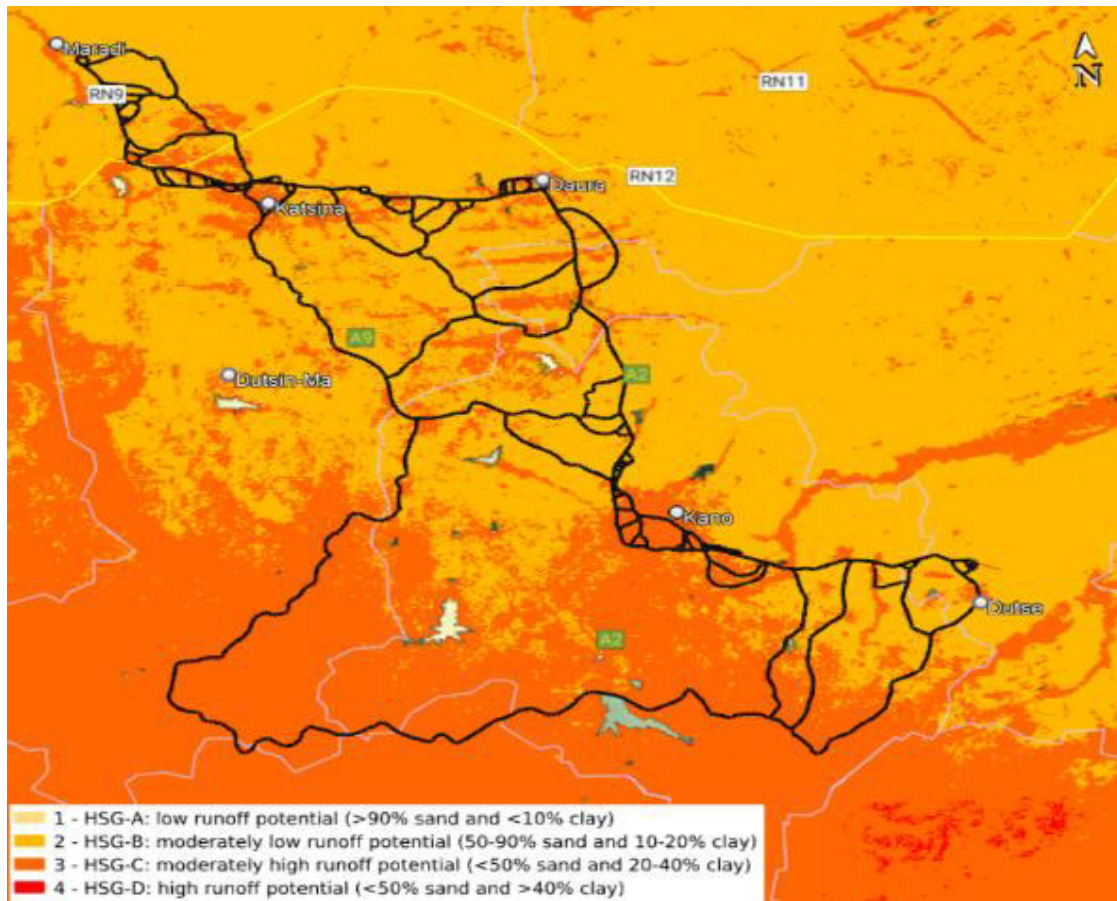 Maradi
N
RN11
RN9
RN12
Daura
Katsina
A9
A2
Dutsin-Ma
Kano
Dutse
A2
1 - HSG-A: low runoff potential (>90% sand and <10% clay)
2 - HSG-B: moderately low runoff potential (50-90% sand and 10-20% clay)
3 - HSG-C: moderately high runoff potential (<50% sand and 20-40% clay)
4 - HSG-D: high runoff potential (<50% sand and >40% clay)